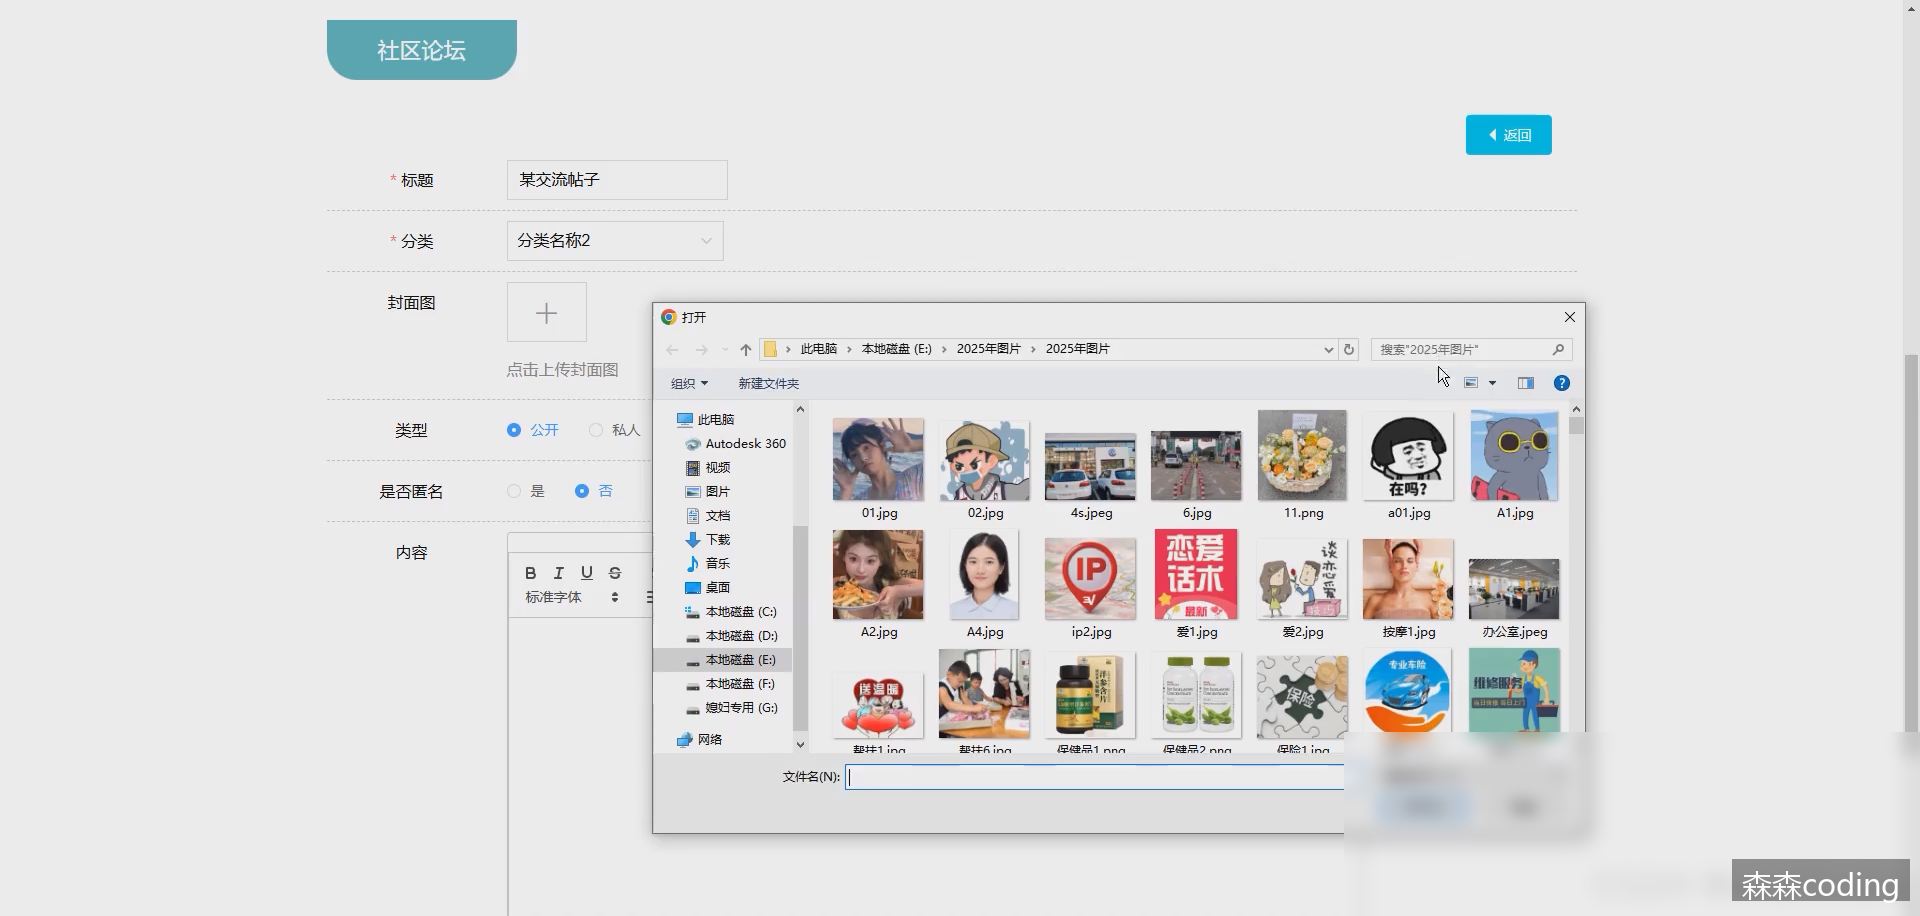 社区论坛
返回
* 标题
某交流帖子
* 分类
分类名称2
封面图
点击上传封面图
类型
公开
私人
是否匿名
是
否
内容
B I U S
标准字体
打开
此电脑 › 本地磁盘 (E:) › 2025年图片 › 2025年图片
搜索"2025年图片"
组织
新建文件夹
此电脑
Autodesk 360
视频
图片
文档
下载
音乐
桌面
本地磁盘 (C:)
本地磁盘 (D:)
本地磁盘 (E:)
本地磁盘 (F:)
媳妇专用 (G:)
网络
在吗?
01.jpg
02.jpg
4s.jpeg
6.jpg
11.png
a01.jpg
A1.jpg
IP
恋爱
话术
最新
谈恋爱
技巧
A2.jpg
A4.jpg
ip2.jpg
爱1.jpg
爱2.jpg
按摩1.jpg
办公室.jpeg
送温暖
保险
专业车险
维修服务
帮扶1.jpg
帮扶6.jpg
保健品1.png
保健品2.png
保险1.jpg
文件名(N):
森森coding